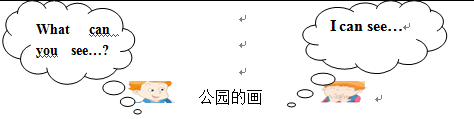 What can
you see…?
I can see…
公园的画